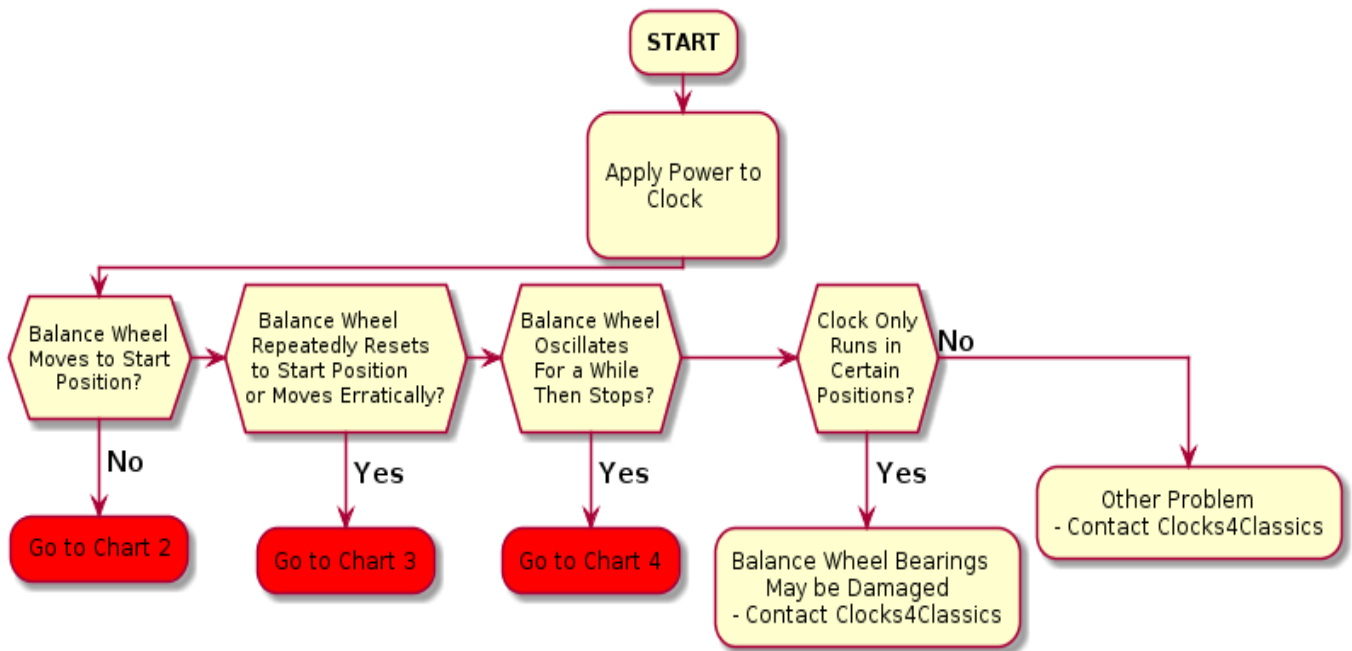 START
Apply Power to
Clock
Balance Wheel
Moves to Start
Position?
Balance Wheel
Repeatedly Resets
to Start Position
or Moves Erratically?
Balance Wheel
Oscillates
For a While
Then Stops?
Clock Only
Runs in
Certain
Positions?
No
No
Yes
Yes
Yes
Go to Chart 2
Go to Chart 3
Go to Chart 4
Balance Wheel Bearings
May be Damaged
- Contact Clocks4Classics
Other Problem
- Contact Clocks4Classics